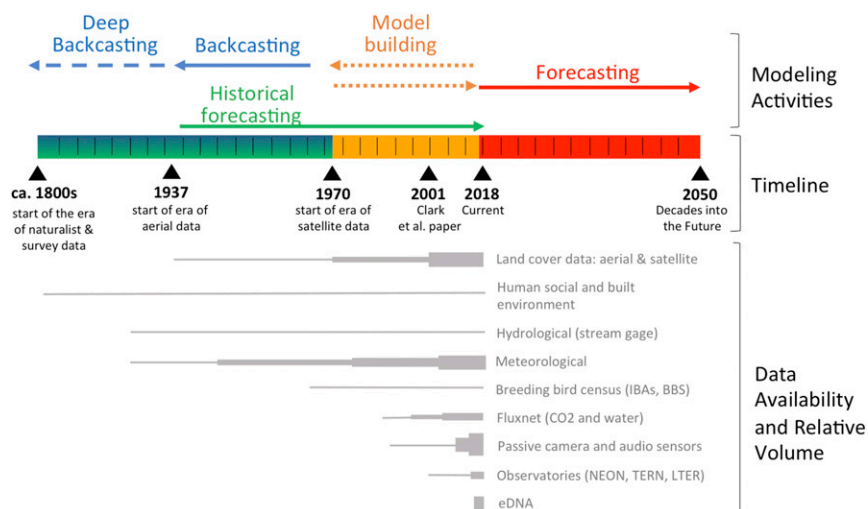 Deep
Backcasting
Backcasting
Model
building
Forecasting
Historical
forecasting
Modeling
Activities
ca. 1800s
start of the era
of naturalist &
survey data
1937
start of era of
aerial data
1970
start of era of
satellite data
2001
Clark
et al. paper
2018
Current
2050
Decades into
the Future
Timeline
Land cover data: aerial & satellite
Human social and built
environment
Hydrological (stream gage)
Meteorological
Breeding bird census (IBAs, BBS)
Fluxnet (CO2 and water)
Passive camera and audio sensors
Observatories (NEON, TERN, LTER)
eDNA
Data
Availability
and Relative
Volume